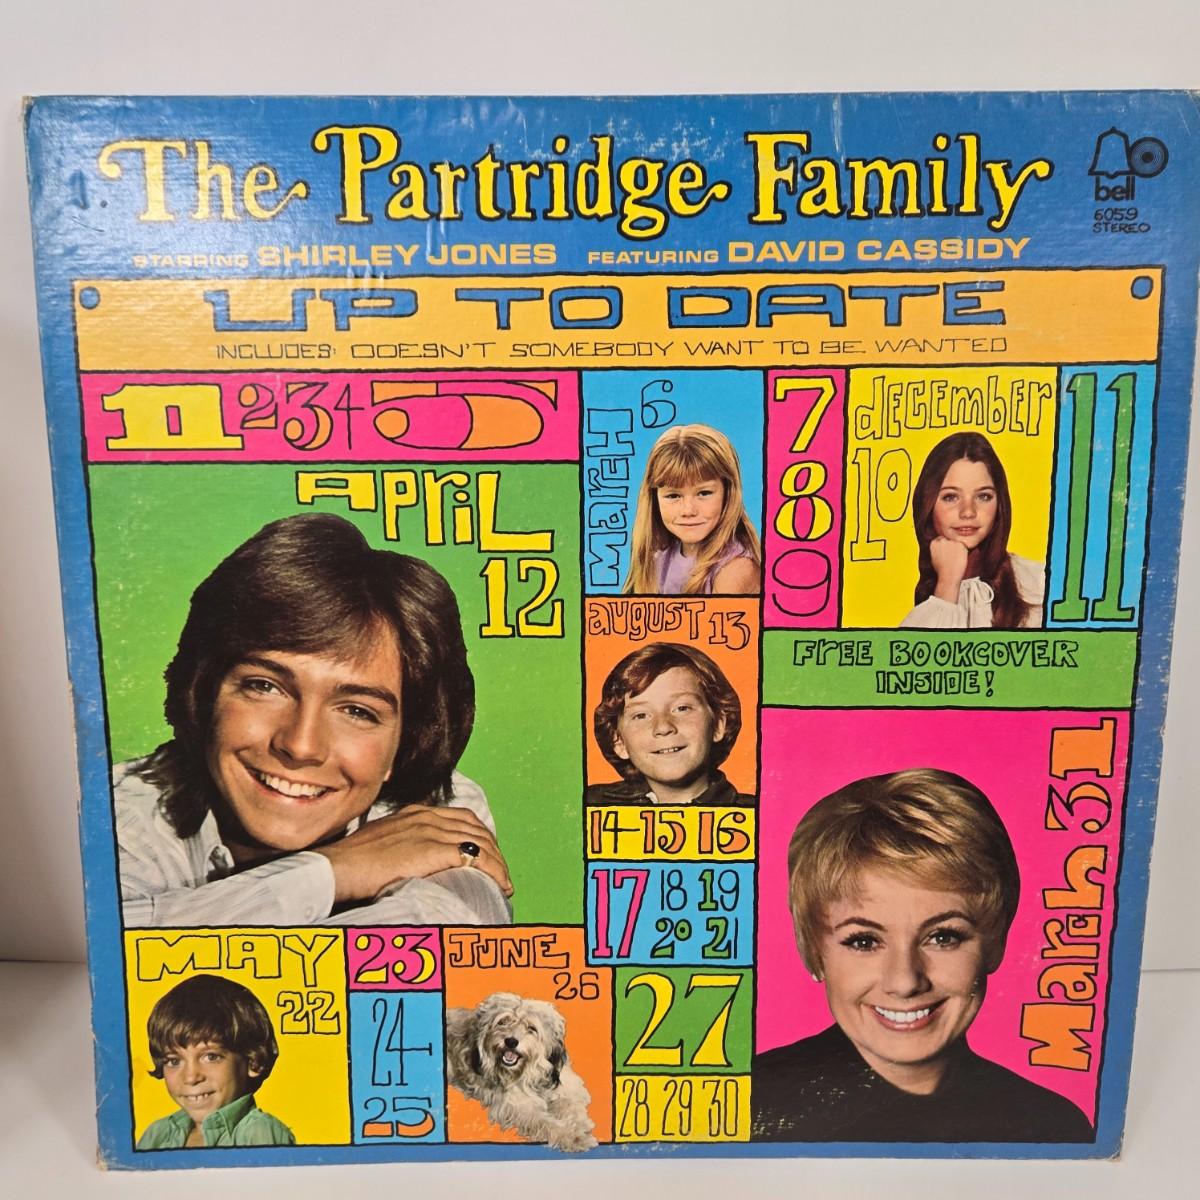 The Partridge Family
bell
6059
STEREO
STARRING SHIRLEY JONES FEATURING DAVID CASSIDY
UP TO DATE
INCLUDES: DOESN'T SOMEBODY WANT TO BE WANTED
1 2 3 4 5
March 6
7
8
9
December
10
11
April
12
August 13
FREE BOOKCOVER
INSIDE!
14 15 16
17 18 19
20 21
March 31
MAY
22
23
24
25
JUNE
26
27
28 29 30